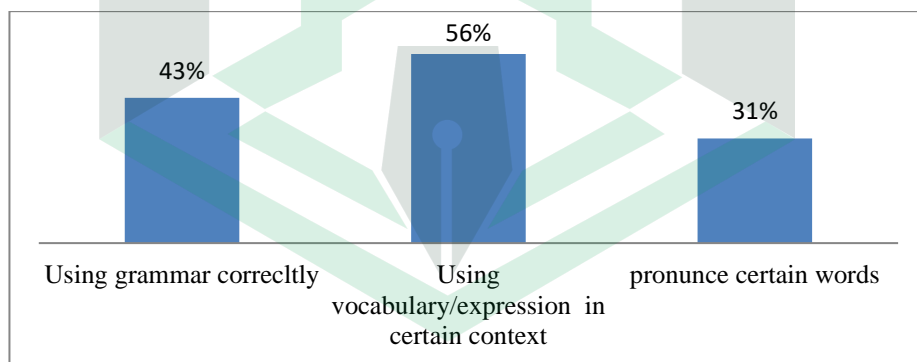 56%
43%
31%
Using grammar correcltly
Using
vocabulary/expression in
certain context
pronunce certain words